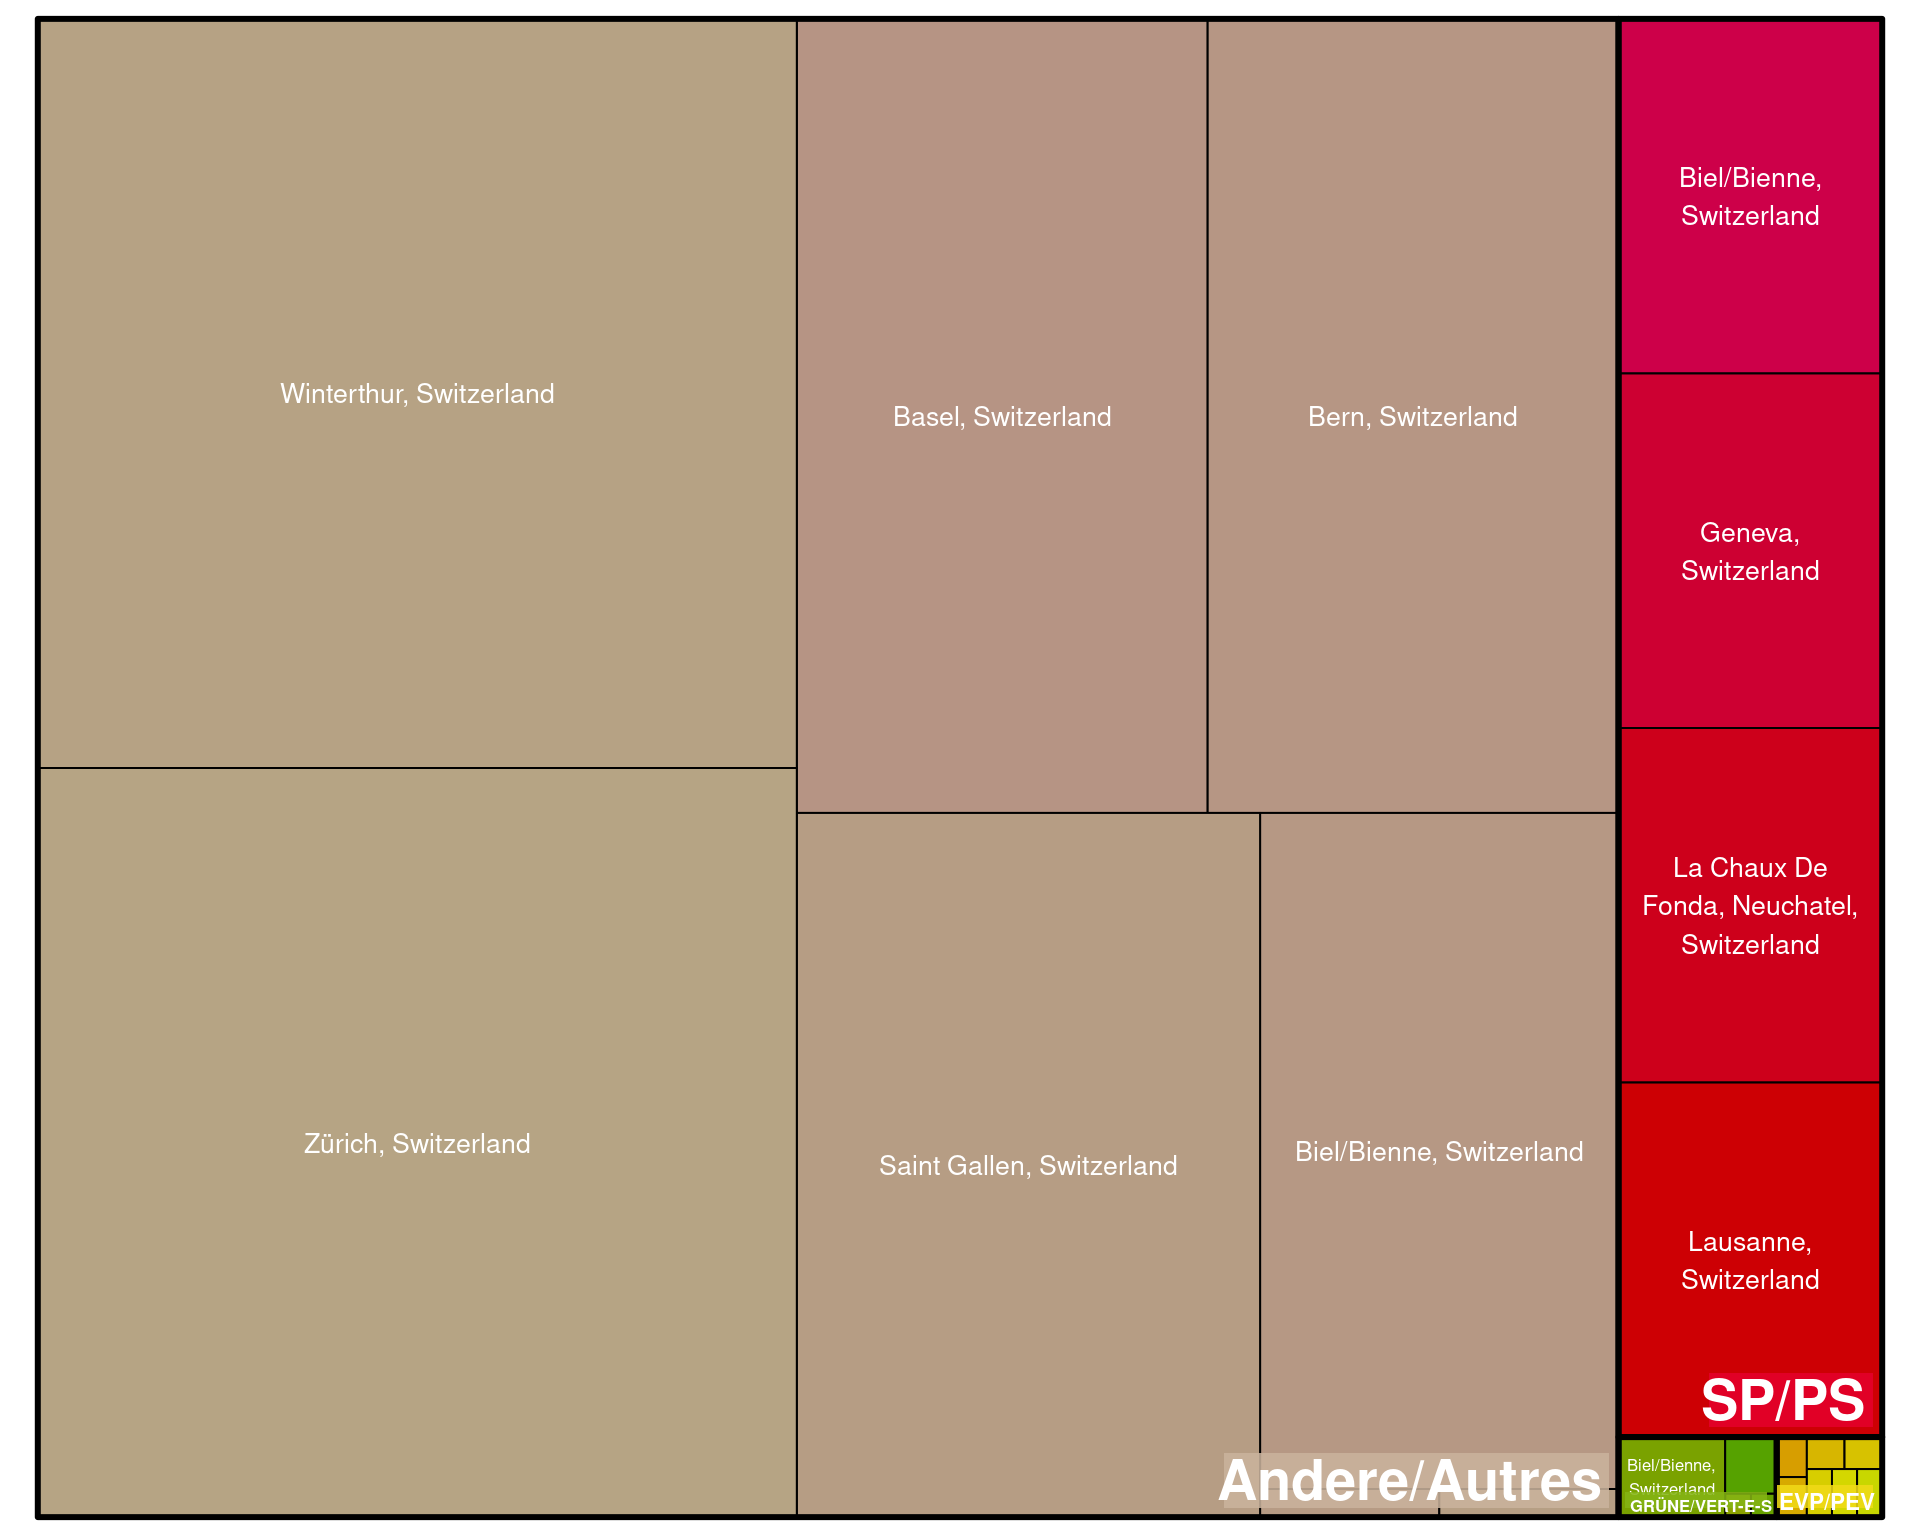 Winterthur, Switzerland
Zürich, Switzerland
Basel, Switzerland
Bern, Switzerland
Saint Gallen, Switzerland
Biel/Bienne, Switzerland
Andere/Autres
Biel/Bienne,
Switzerland
Geneva,
Switzerland
La Chaux De
Fonda, Neuchatel,
Switzerland
Lausanne,
Switzerland
SP/PS
Biel/Bienne,
Switzerland
GRÜNE/VERT-E-S
EVP/PEV